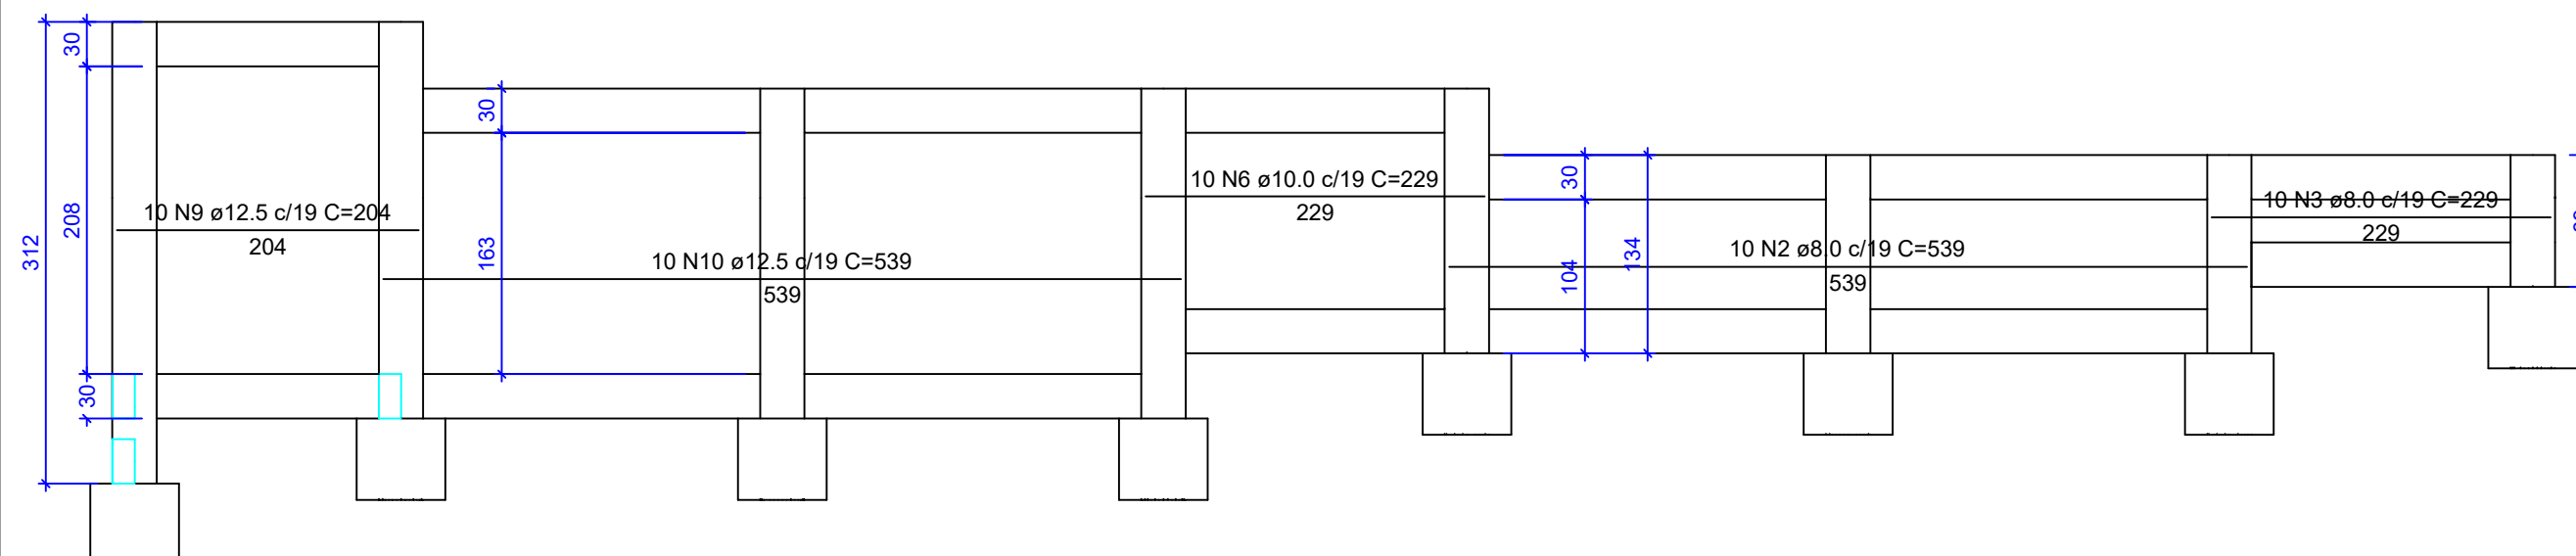 30
208
312
30
10 N9 ø12.5 c/19 C=204
204
30
163
10 N10 ø12.5 c/19 C=539
539
10 N6 ø10.0 c/19 C=229
229
30
104
134
10 N2 ø8.0 c/19 C=539
539
10 N3 ø8.0 c/19 C=229
229